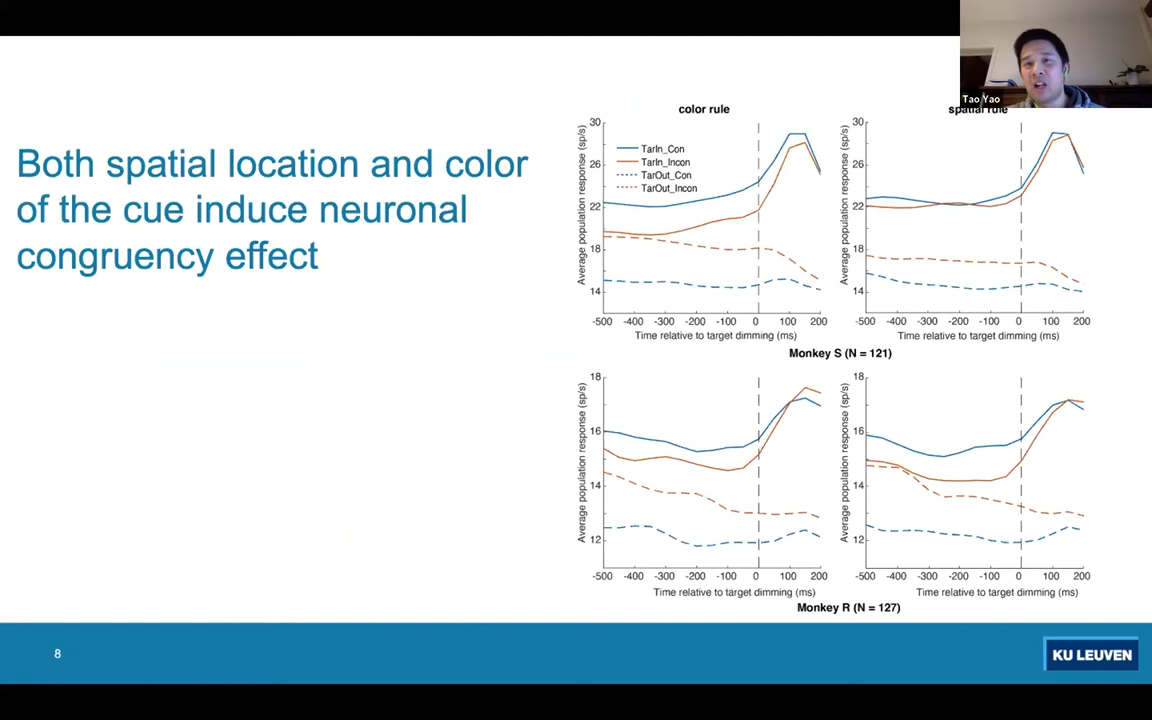 Tao Yao
Both spatial location and color
of the cue induce neuronal
congruency effect
color rule
Average population response (sp/s)
30
26
22
18
14
TarIn_Con
TarIn_Incon
TarOut_Con
TarOut_Incon
-500 -400 -300 -200 -100 0 100 200
Time relative to target dimming (ms)
spatial rule
Average population response (sp/s)
30
26
22
18
14
-500 -400 -300 -200 -100 0 100 200
Time relative to target dimming (ms)
Monkey S (N = 121)
Average population response (sp/s)
18
16
14
12
-500 -400 -300 -200 -100 0 100 200
Time relative to target dimming (ms)
Average population response (sp/s)
18
16
14
12
-500 -400 -300 -200 -100 0 100 200
Time relative to target dimming (ms)
Monkey R (N = 127)
8
KU LEUVEN